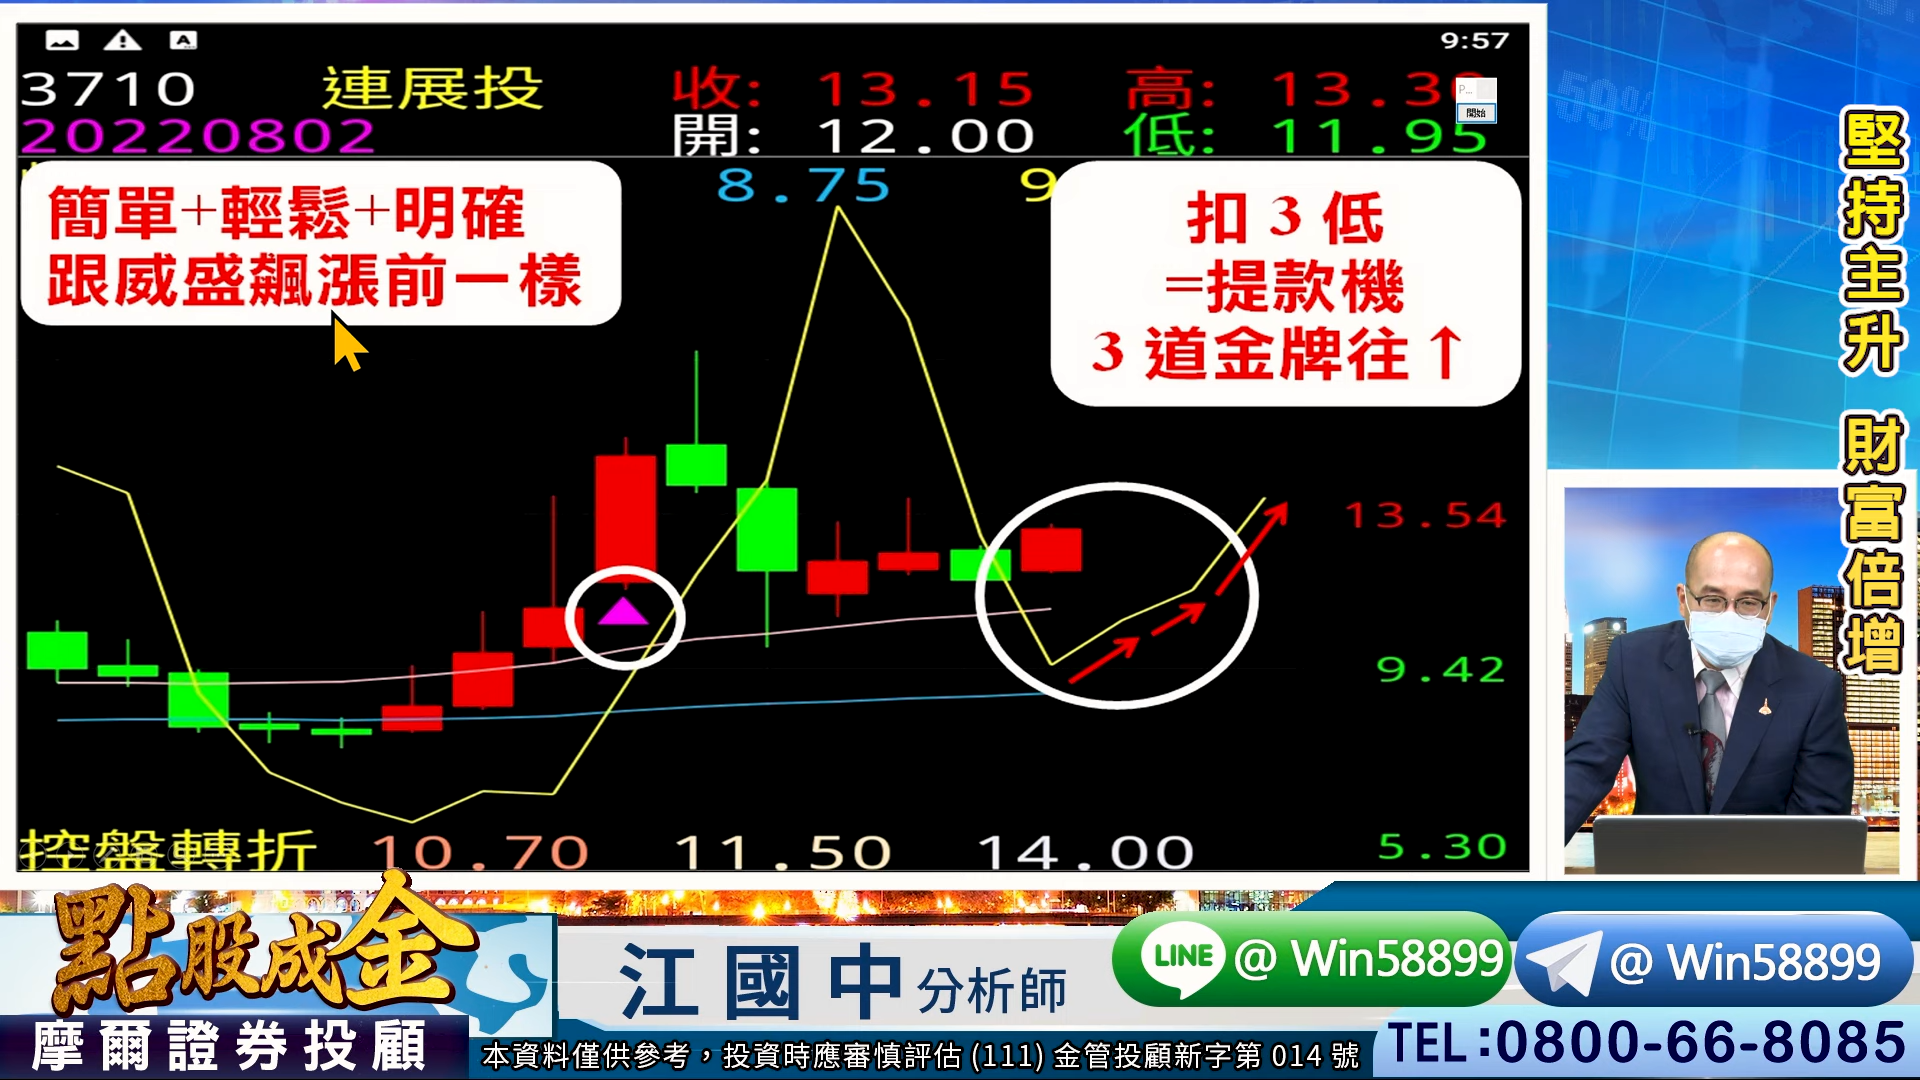 9:57
3710 連展投 收: 13.15 高: 13.30
20220802 開: 12.00 低: 11.95
8.75 9
P...
開始
簡單+輕鬆+明確
跟威盛飆漲前一樣
扣 3 低
=提款機
3 道金牌往↑
13.54
9.42
5.30
控盤轉折 10.70 11.50 14.00
堅持主升 財富倍增
點股成金
摩爾證券投顧
江國中 分析師
LINE @ Win58899
@ Win58899
TEL:0800-66-8085
本資料僅供參考，投資時應審慎評估 (111) 金管投顧新字第 014 號